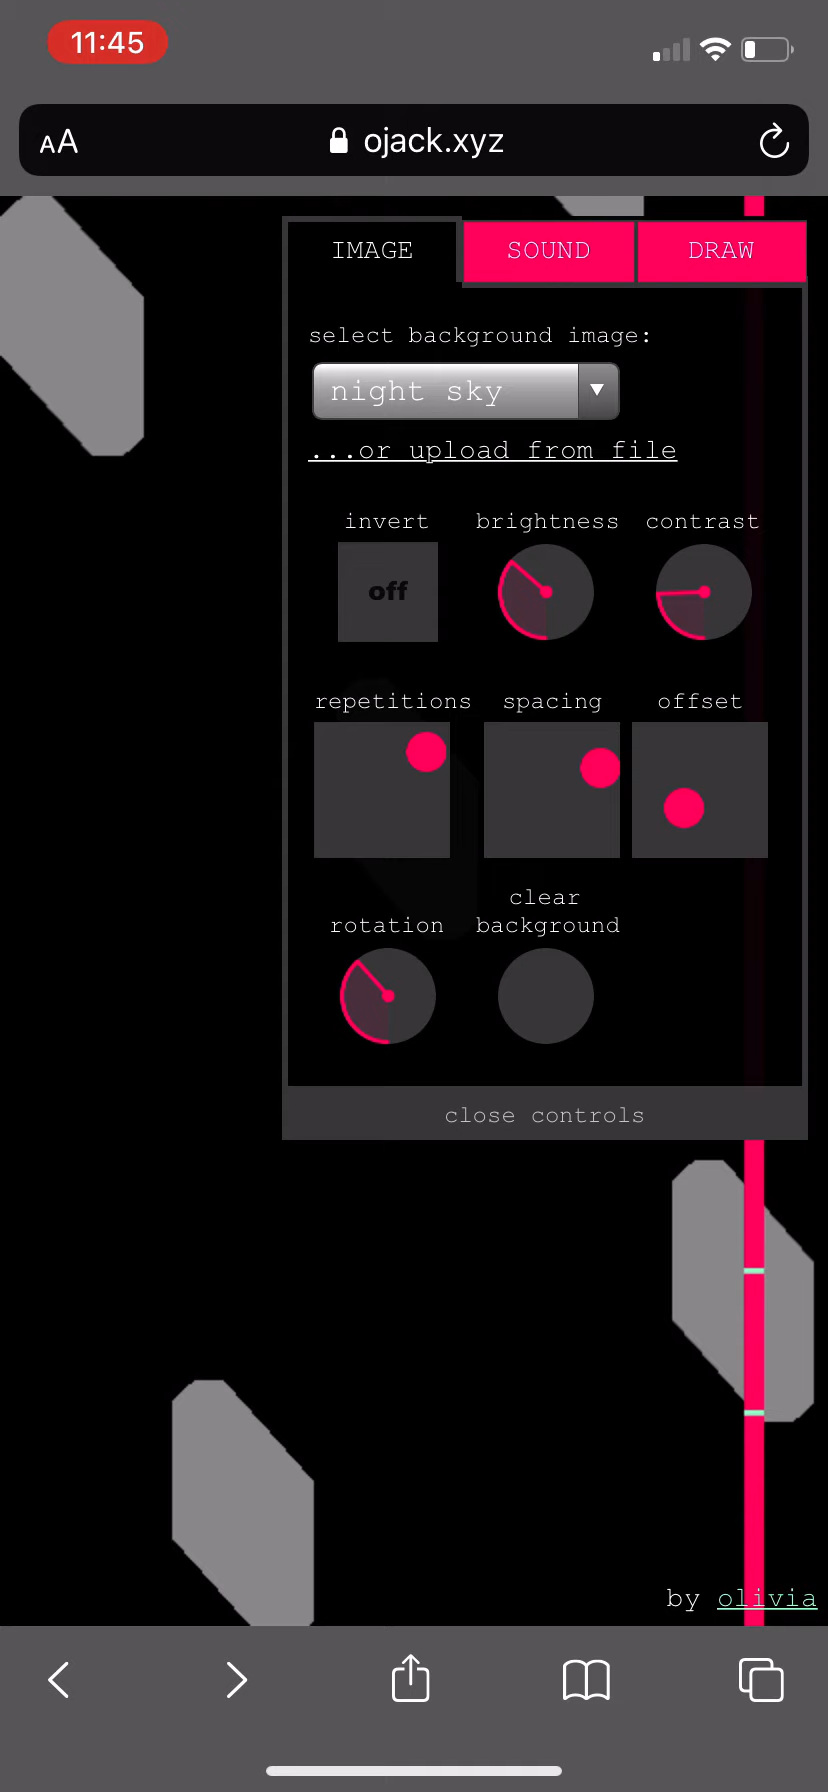 11:45
AA ojack.xyz
IMAGE SOUND DRAW
select background image:
night sky
...or upload from file
invert brightness contrast
off
repetitions spacing offset
clear
rotation background
close controls
by olivia